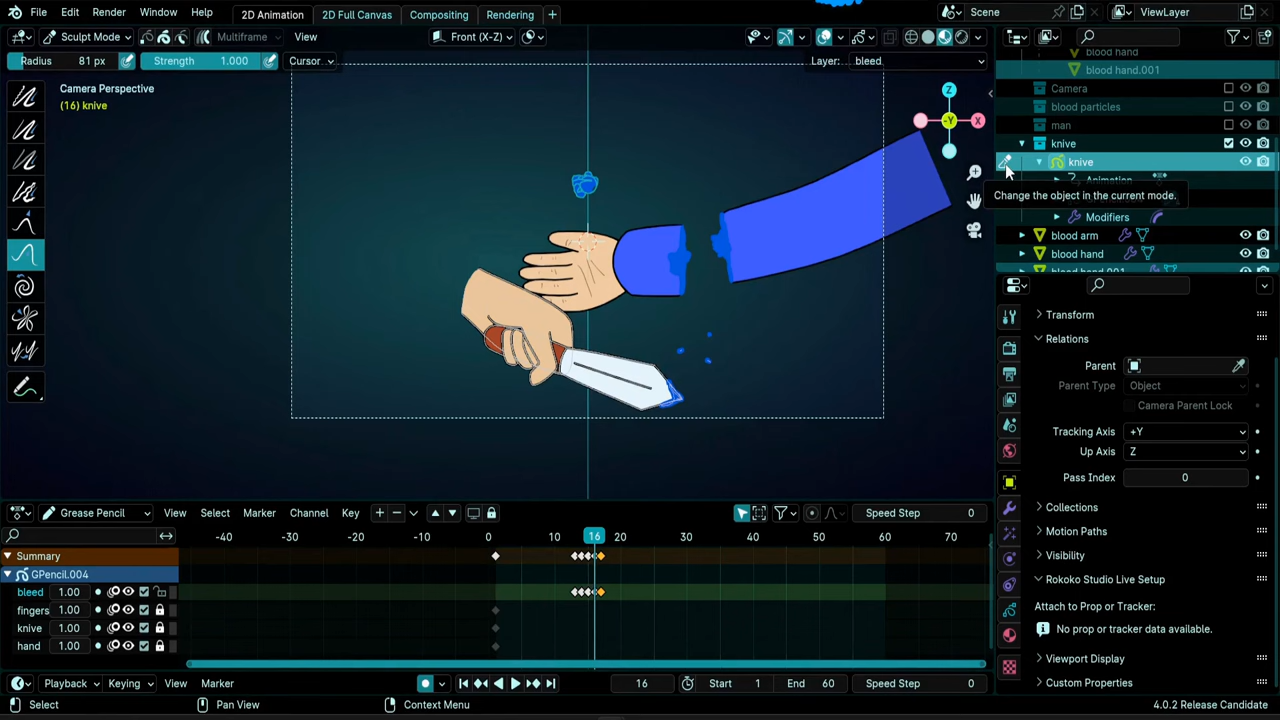 File Edit Render Window Help 2D Animation 2D Full Canvas Compositing Rendering + Scene ViewLayer
Sculpt Mode Multiframe View Front (X-Z)
Radius 81 px Strength 1.000 Cursor Layer: bleed
Camera Perspective
(16) knive
Z
-Y
X
blood hand
blood hand.001
Camera
blood particles
man
knive
knive
Animation
Change the object in the current mode.
Modifiers
blood arm
blood hand
blood hand.001
Transform
Relations
Parent
Parent Type Object
Camera Parent Lock
Tracking Axis +Y
Up Axis Z
Pass Index 0
Collections
Motion Paths
Visibility
Rokoko Studio Live Setup
Attach to Prop or Tracker:
No prop or tracker data available.
Viewport Display
Custom Properties
Grease Pencil View Select Marker Channel Key Speed Step 0
-40 -30 -20 -10 0 10 16 20 30 40 50 60 70
Summary
GPencil.004
bleed 1.00
fingers 1.00
knive 1.00
hand 1.00
Playback Keying View Marker 16 Start 1 End 60
Select Pan View Context Menu 4.0.2 Release Candidate